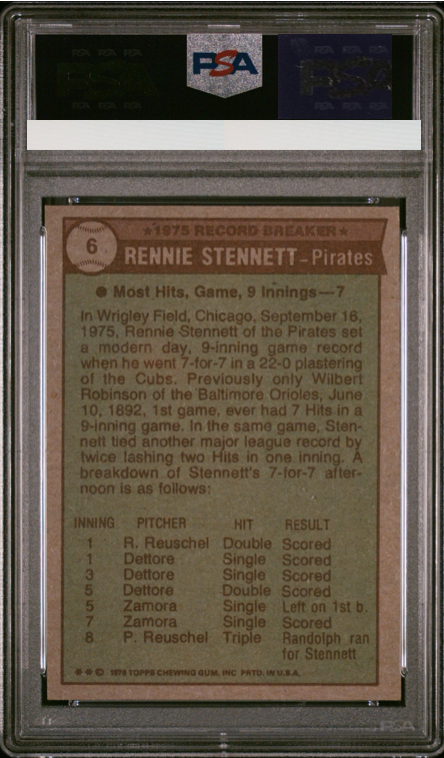 PSA
PSA
6
★1975 RECORD BREAKER★
RENNIE STENNETT–Pirates
● Most Hits, Game, 9 Innings—7
In Wrigley Field, Chicago, September 16,
1975, Rennie Stennett of the Pirates set
a modern day, 9-inning game record
when he went 7-for-7 in a 22-0 plastering
of the Cubs. Previously only Wilbert
Robinson of the Baltimore Orioles, June
10, 1892, 1st game, ever had 7 Hits in a
9-inning game. In the same game, Sten-
nett tied another major league record by
twice lashing two Hits in one inning. A
breakdown of Stennett's 7-for-7 after-
noon is as follows:
INNING PITCHER HIT RESULT
1 R. Reuschel Double Scored
1 Dettore Single Scored
3 Dettore Single Scored
5 Dettore Double Scored
5 Zamora Single Left on 1st b.
7 Zamora Single Scored
8 P. Reuschel Triple Randolph ran
for Stennett
✶✶© 1976 TOPPS CHEWING GUM, INC. PRTD. IN U.S.A.
PSA